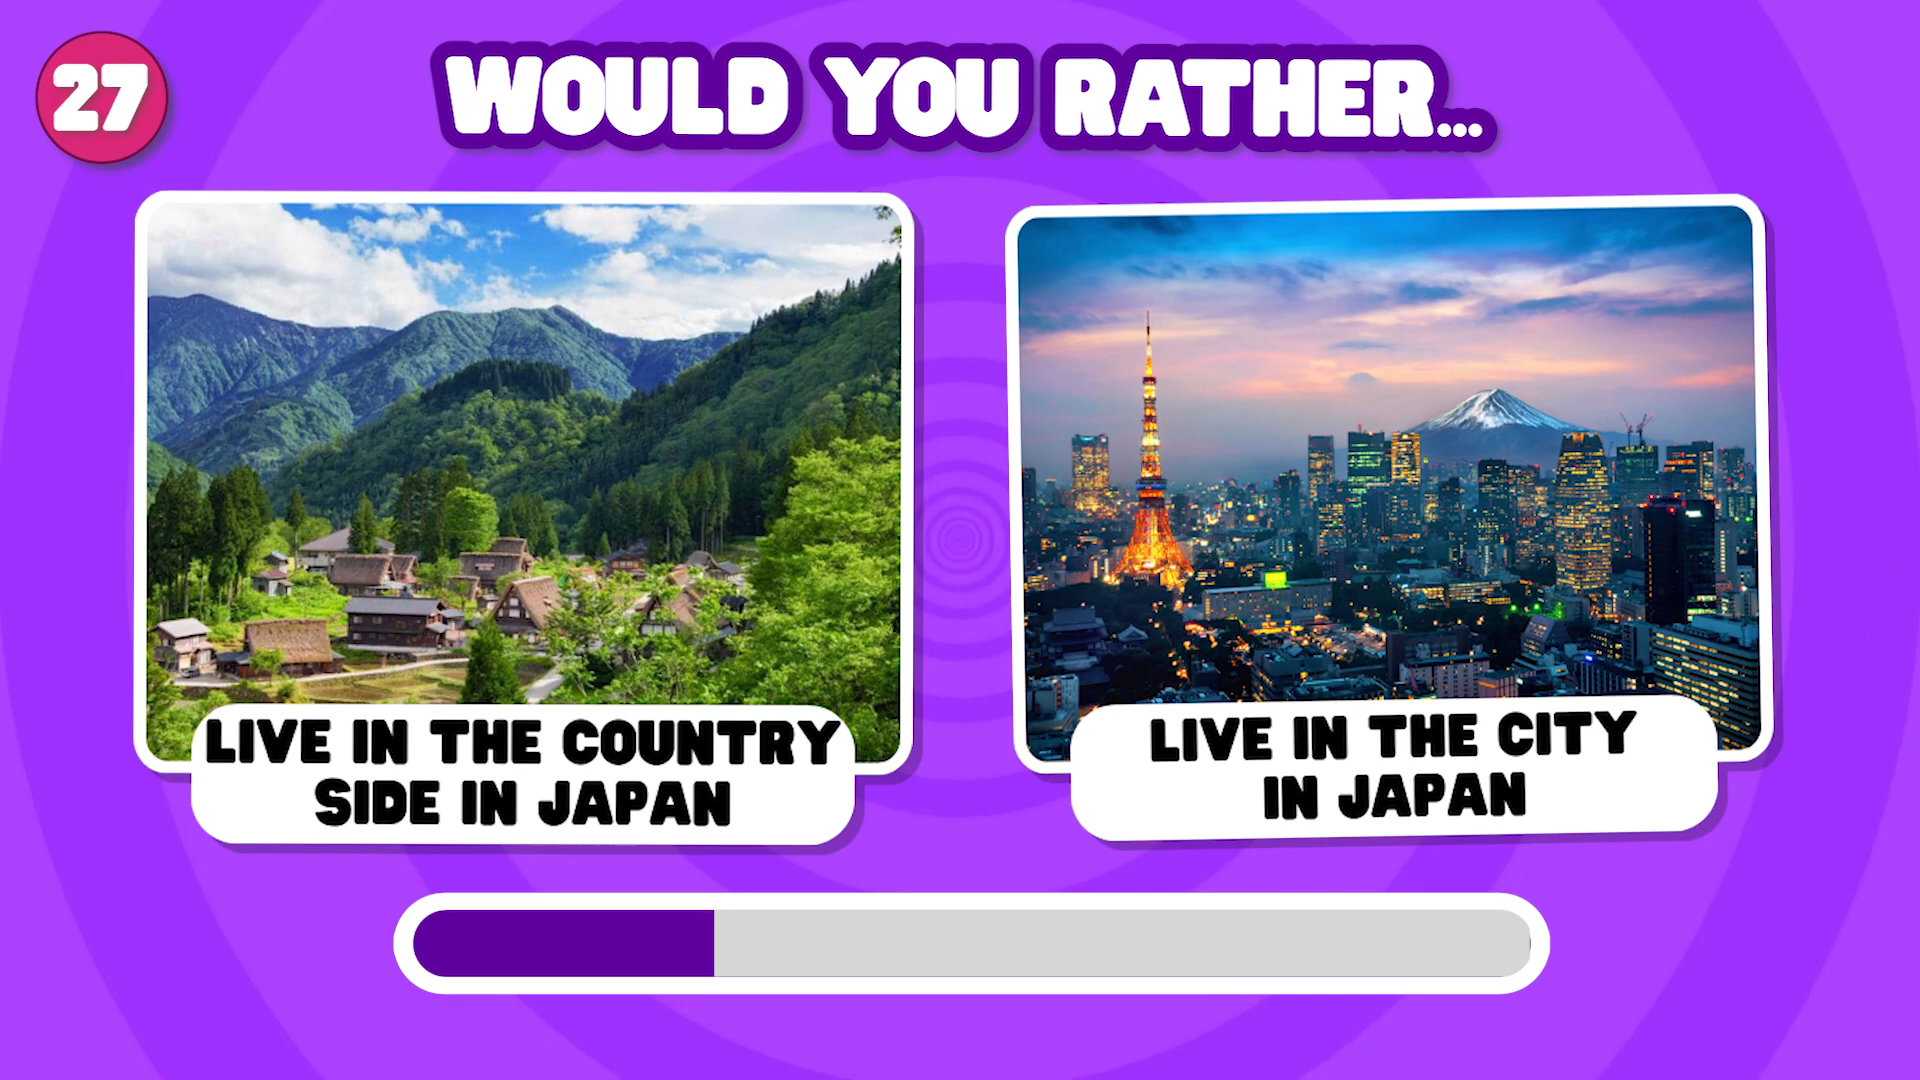 27
WOULD YOU RATHER...
LIVE IN THE COUNTRY
SIDE IN JAPAN
LIVE IN THE CITY
IN JAPAN